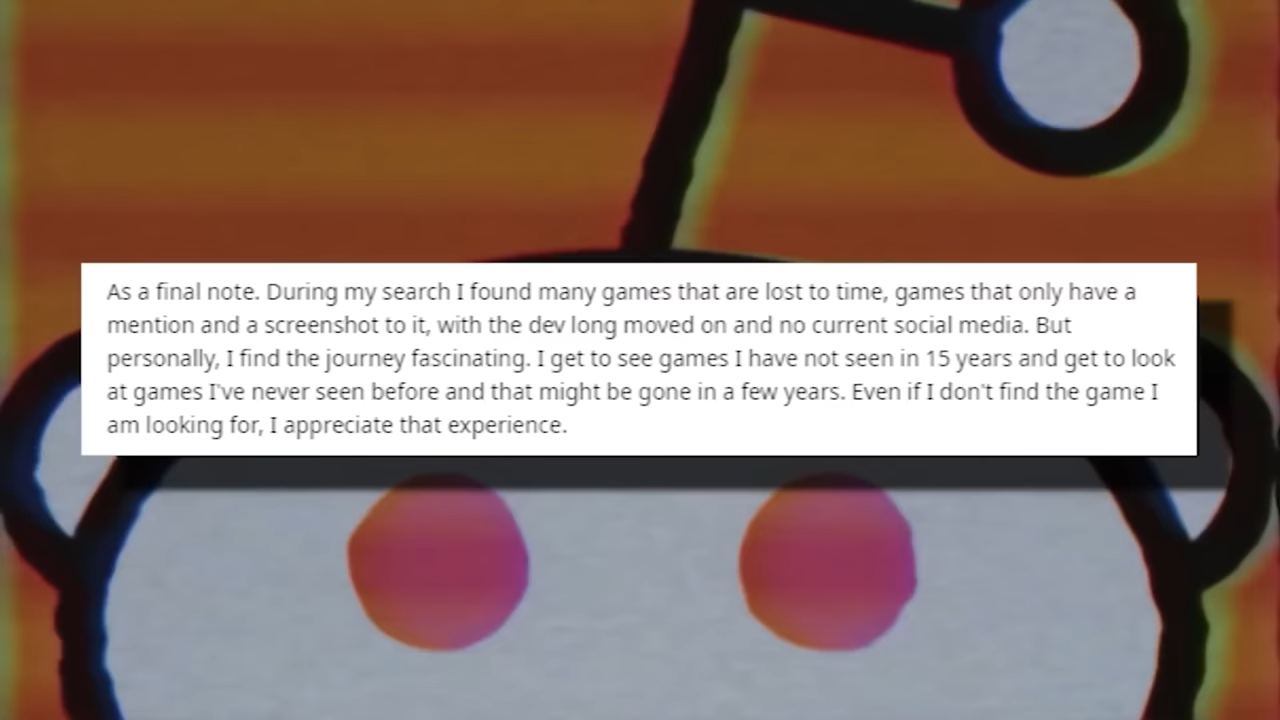 As a final note. During my search I found many games that are lost to time, games that only have a
mention and a screenshot to it, with the dev long moved on and no current social media. But
personally, I find the journey fascinating. I get to see games I have not seen in 15 years and get to look
at games I've never seen before and that might be gone in a few years. Even if I don't find the game I
am looking for, I appreciate that experience.